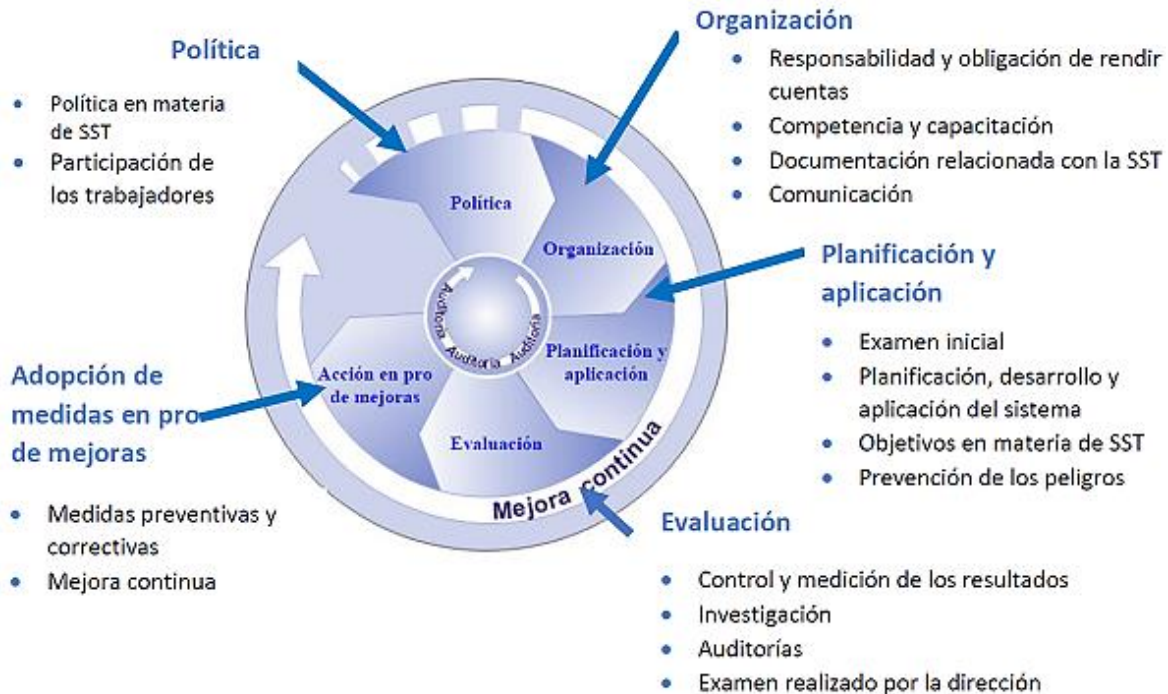 Política
• Política en materia
de SST
• Participación de
los trabajadores
Organización
• Responsabilidad y obligación de rendir
cuentas
• Competencia y capacitación
• Documentación relacionada con la SST
• Comunicación
Planificación y
aplicación
• Examen inicial
• Planificación, desarrollo y
aplicación del sistema
• Objetivos en materia de SST
• Prevención de los peligros
Evaluación
• Control y medición de los resultados
• Investigación
• Auditorías
• Examen realizado por la dirección
Adopción de
medidas en pro
de mejoras
• Medidas preventivas y
correctivas
• Mejora continua
Política
Organización
Planificación y
aplicación
Evaluación
Acción en pro
de mejoras
Auditoria Auditoria Auditoria
Mejora continua